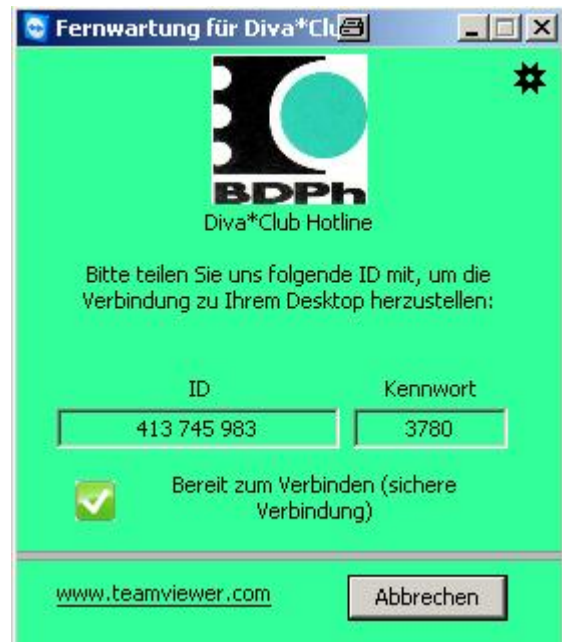 Fernwartung für Diva*Clu
BDPh
Diva*Club Hotline
Bitte teilen Sie uns folgende ID mit, um die
Verbindung zu Ihrem Desktop herzustellen:
ID Kennwort
413 745 983 3780
Bereit zum Verbinden (sichere
Verbindung)
www.teamviewer.com Abbrechen